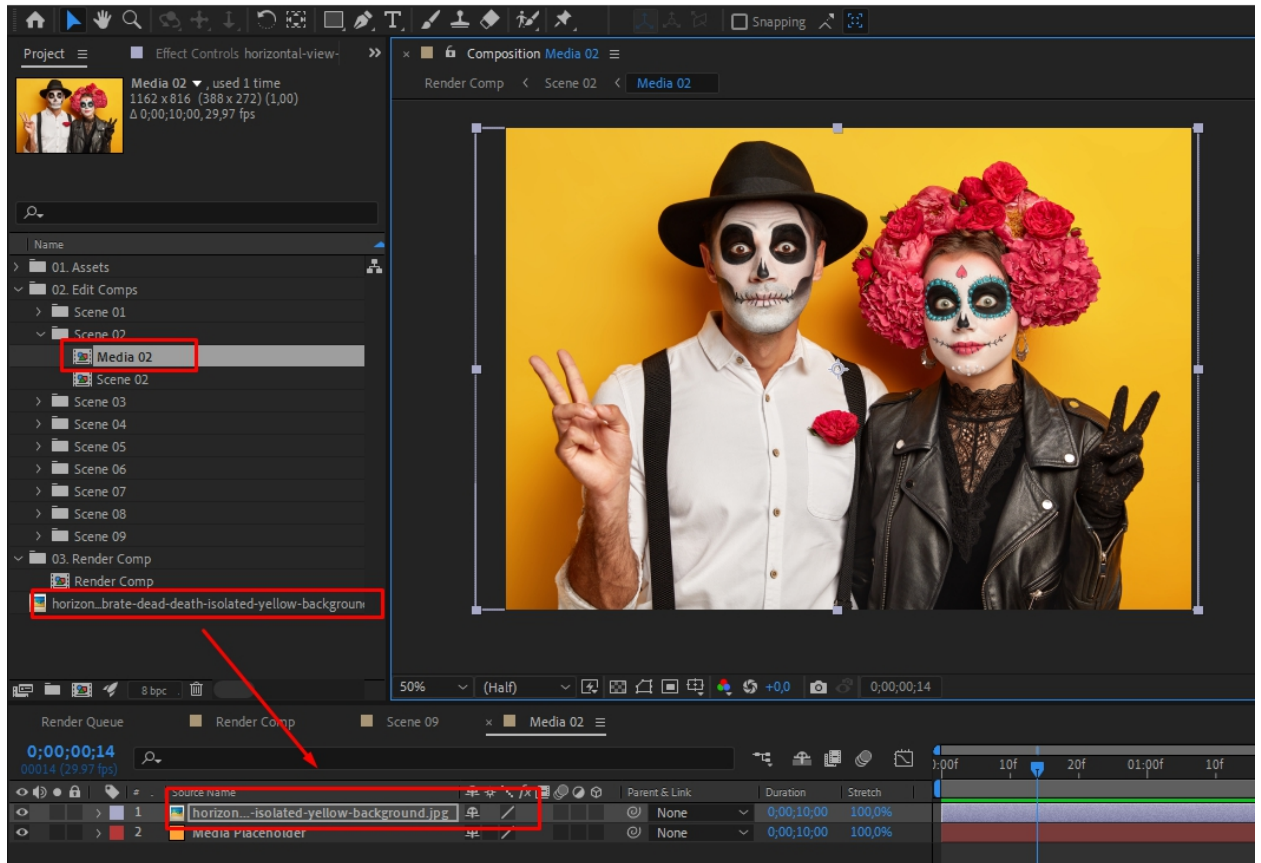 Snapping
Project
Effect Controls horizontal-view-
Composition Media 02
Media 02 , used 1 time
1162 x 816 (388 x 272) (1,00)
Δ 0;00;10;00, 29,97 fps
Render Comp
Scene 02
Media 02
Name
01. Assets
02. Edit Comps
Scene 01
Scene 02
Media 02
Scene 02
Scene 03
Scene 04
Scene 05
Scene 06
Scene 07
Scene 08
Scene 09
03. Render Comp
Render Comp
horizon...brate-dead-death-isolated-yellow-backgroun
8 bpc
50%
(Half)
+0,0
0;00;00;14
Render Queue
Render Comp
Scene 09
Media 02
0;00;00;14
00014 (29.97 fps)
):00f 10f 20f 01:00f 10f
# . Source Name Parent & Link Duration Stretch
1 horizon...-isolated-yellow-background.jpg None 0;00;10;00 100,0%
2 Media Placeholder None 0;00;10;00 100,0%